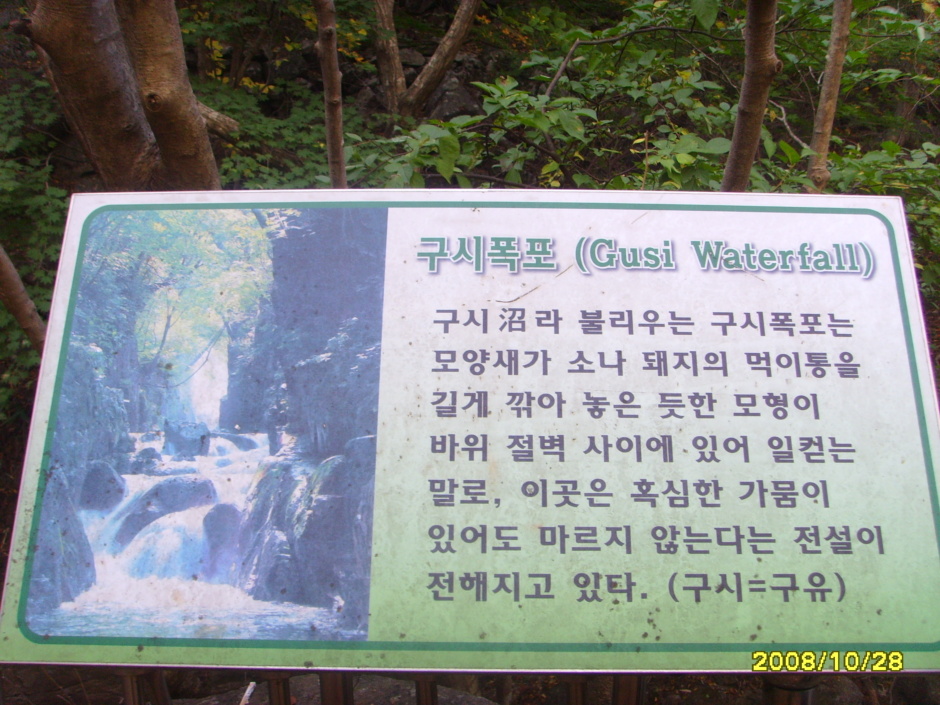 구시폭포 (Gusi Waterfall)
구시沼라 불리우는 구시폭포는
모양새가 소나 돼지의 먹이통을
길게 깎아 놓은 듯한 모형이
바위 절벽 사이에 있어 일컫는
말로, 이곳은 혹심한 가뭄이
있어도 마르지 않는다는 전설이
전해지고 있타. (구시=구유)
2008/10/28